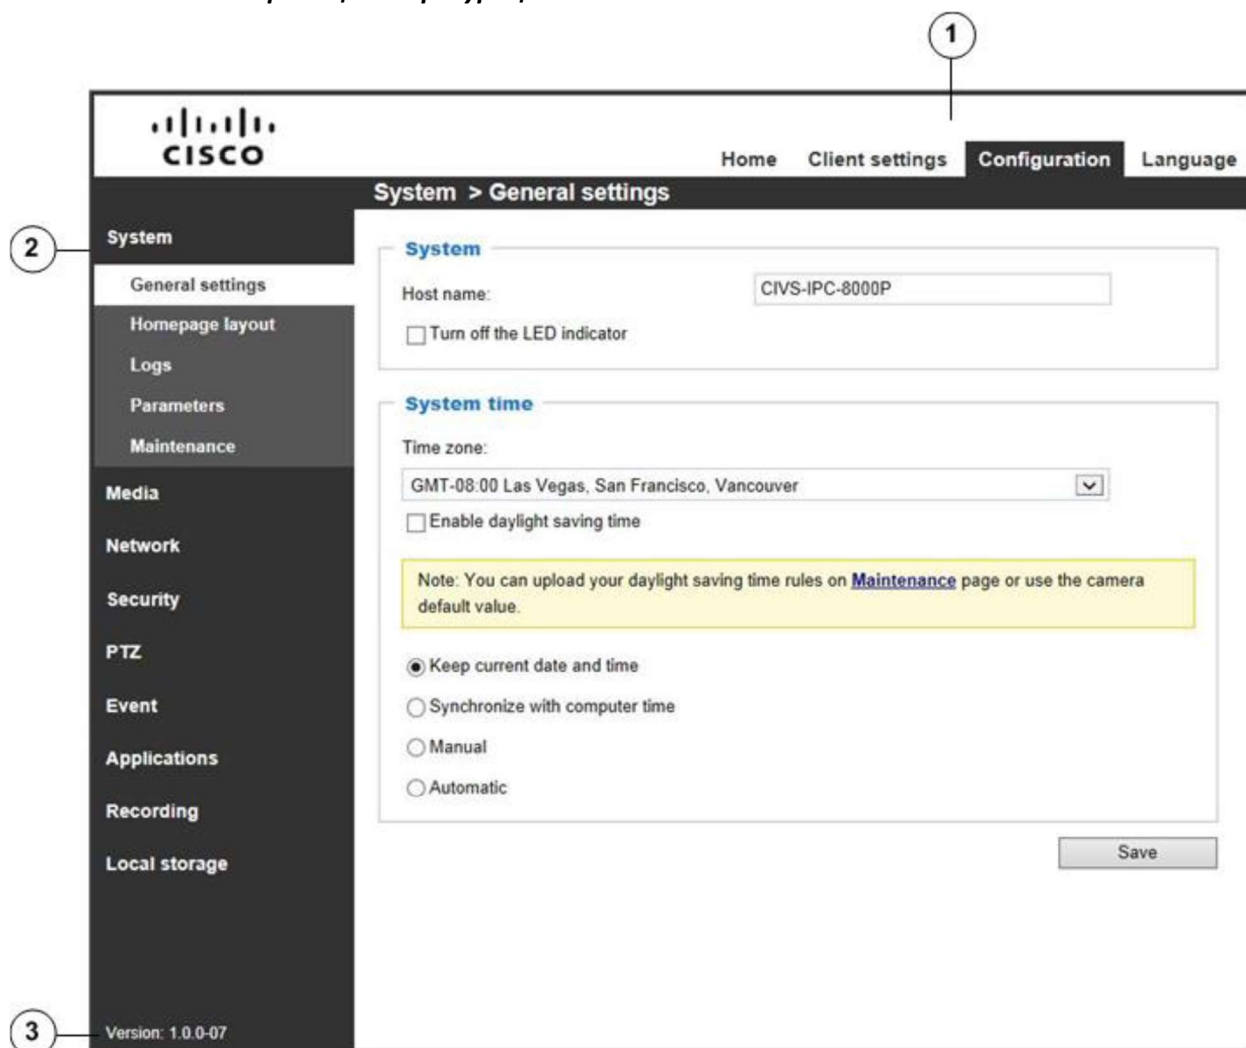 1
CISCO
Home Client settings Configuration Language
System > General settings
2
System
General settings
Homepage layout
Logs
Parameters
Maintenance
Media
Network
Security
PTZ
Event
Applications
Recording
Local storage
3
Version: 1.0.0-07
System
Host name: CIVS-IPC-8000P
Turn off the LED indicator
System time
Time zone:
GMT-08:00 Las Vegas, San Francisco, Vancouver
Enable daylight saving time
Note: You can upload your daylight saving time rules on Maintenance page or use the camera
default value.
Keep current date and time
Synchronize with computer time
Manual
Automatic
Save